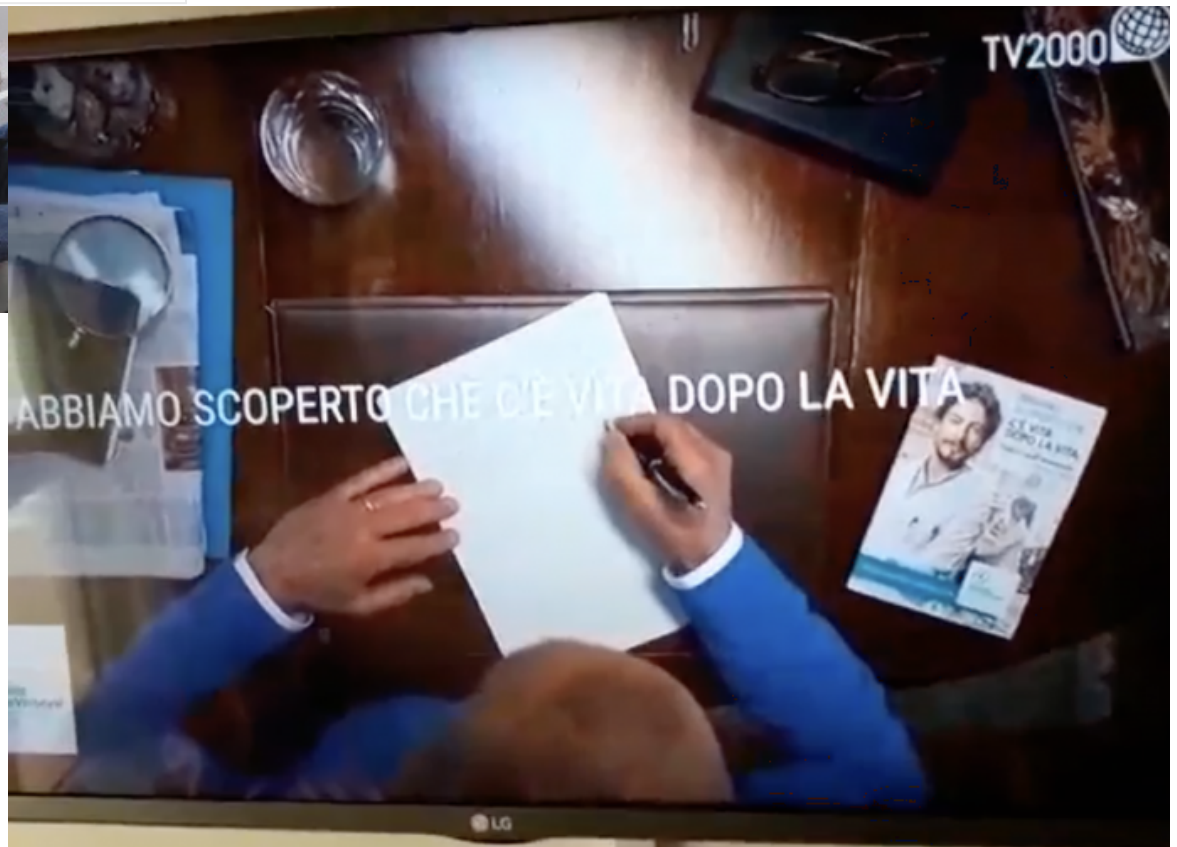 TV2000
ABBIAMO SCOPERTO CHE C'È VITA DOPO LA VITA
C'È VITA
DOPO LA VITA
LG